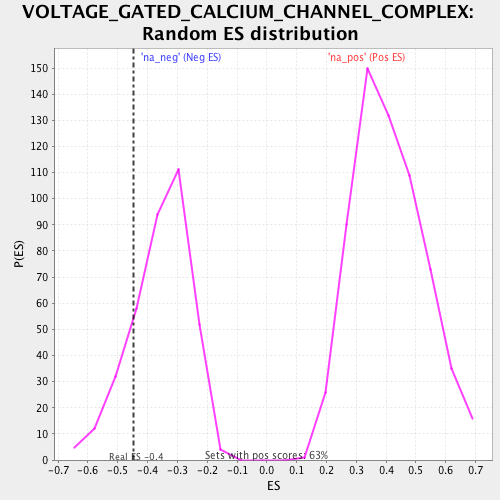 VOLTAGE_GATED_CALCIUM_CHANNEL_COMPLEX:
Random ES distribution
'na_neg' (Neg ES)
'na_pos' (Pos ES)
150
140
130
120
110
100
90
80
70
60
50
40
30
20
10
0
P(ES)
Real ES -0.4
Sets with pos scores: 63%
-0.7 -0.6 -0.5 -0.4 -0.3 -0.2 -0.1 0.0 0.1 0.2 0.3 0.4 0.5 0.6 0.7
ES